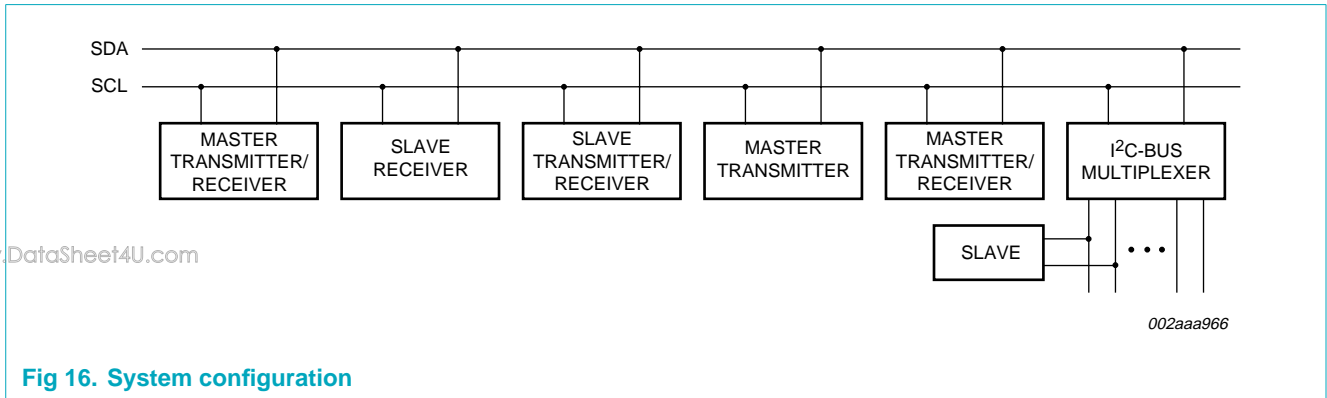 SDA
SCL
MASTER
TRANSMITTER/
RECEIVER
SLAVE
RECEIVER
SLAVE
TRANSMITTER/
RECEIVER
MASTER
TRANSMITTER
MASTER
TRANSMITTER/
RECEIVER
I²C-BUS
MULTIPLEXER
.DataSheet4U.com
SLAVE
002aaa966
Fig 16. System configuration